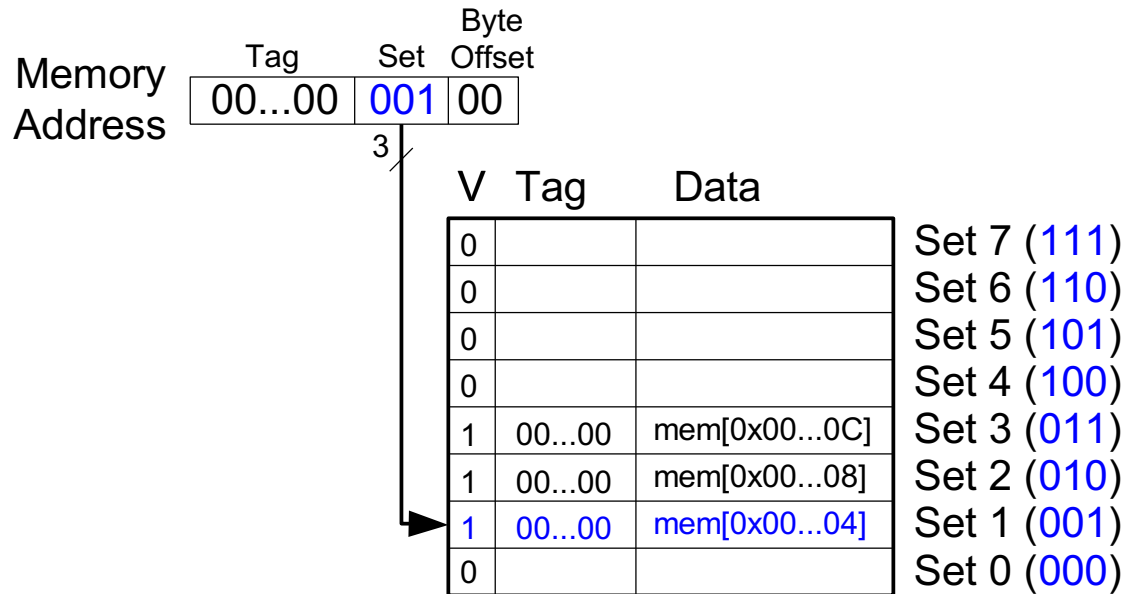 Byte
Tag Set Offset
Memory Address
00...00 001 00
3
V Tag Data
0 Set 7 (111)
0 Set 6 (110)
0 Set 5 (101)
0 Set 4 (100)
1 00...00 mem[0x00...0C] Set 3 (011)
1 00...00 mem[0x00...08] Set 2 (010)
1 00...00 mem[0x00...04] Set 1 (001)
0 Set 0 (000)